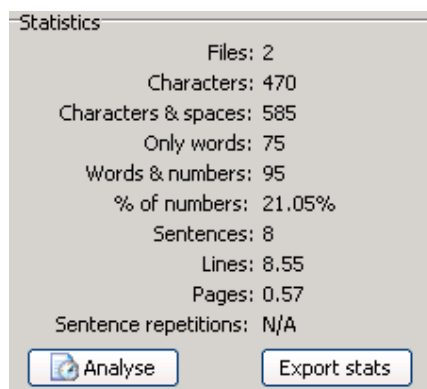 Statistics
Files: 2
Characters: 470
Characters & spaces: 585
Only words: 75
Words & numbers: 95
% of numbers: 21.05%
Sentences: 8
Lines: 8.55
Pages: 0.57
Sentence repetitions: N/A
Analyse Export stats